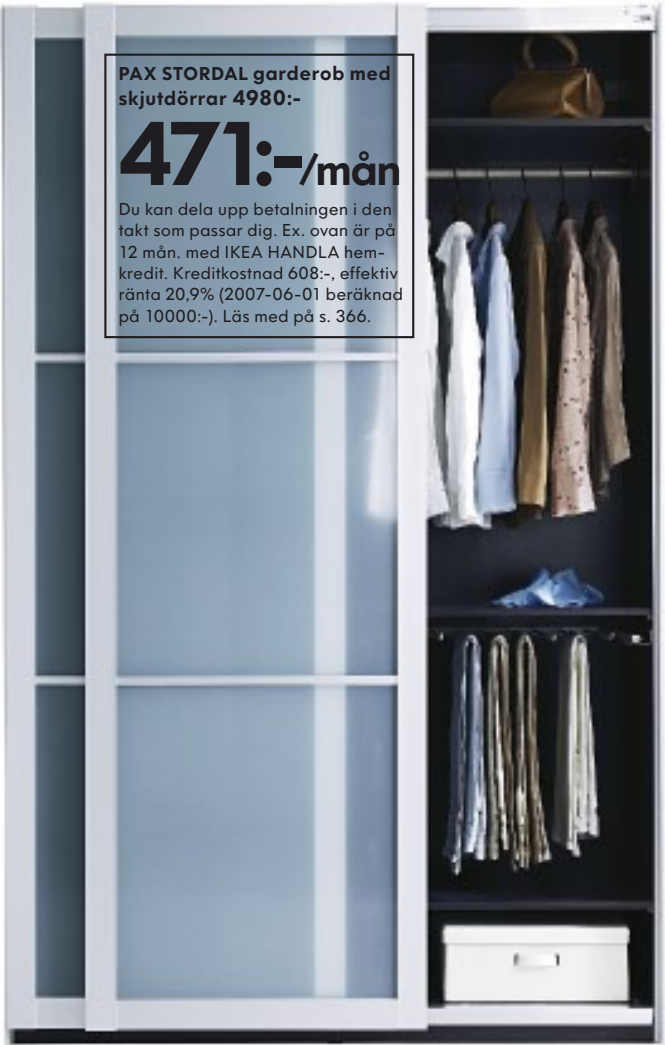 PAX STORDAL garderob med
skjutdörrar 4980:-
471:-/mån
Du kan dela upp betalningen i den
takt som passar dig. Ex. ovan är på
12 mån. med IKEA HANDLA hem-
kredit. Kreditkostnad 608:-, effektiv
ränta 20,9% (2007-06-01 beräknad
på 10000:-). Läs med på s. 366.